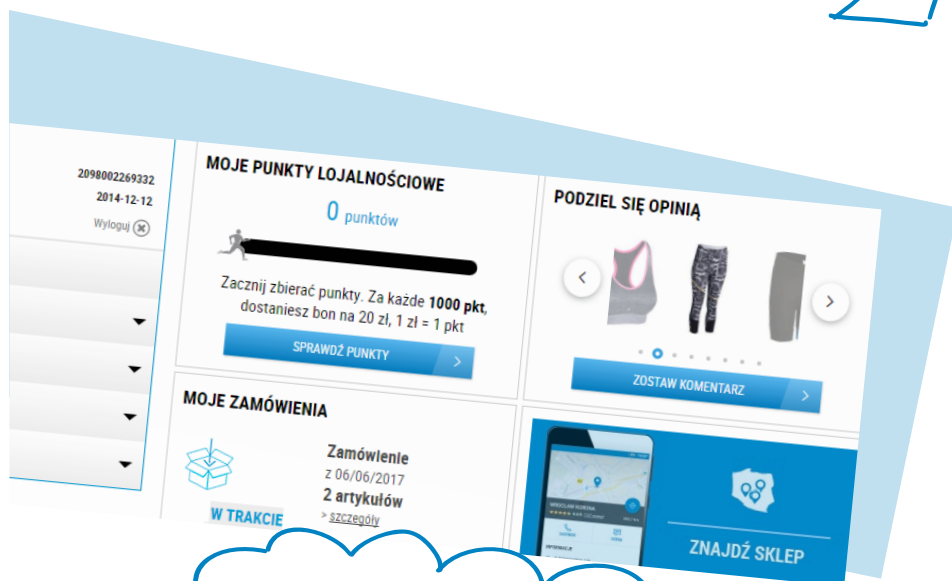 2098002269332
2014-12-12
Wyloguj
MOJE PUNKTY LOJALNOŚCIOWE
0 punktów
Zacznij zbierać punkty. Za każde 1000 pkt,
dostaniesz bon na 20 zł, 1 zł = 1 pkt
SPRAWDŹ PUNKTY >
PODZIEL SIĘ OPINIĄ
ZOSTAW KOMENTARZ >
MOJE ZAMÓWIENIA
Zamówienie
z 06/06/2017
2 artykułów
> szczegóły
W TRAKCIE
ZNAJDŹ SKLEP